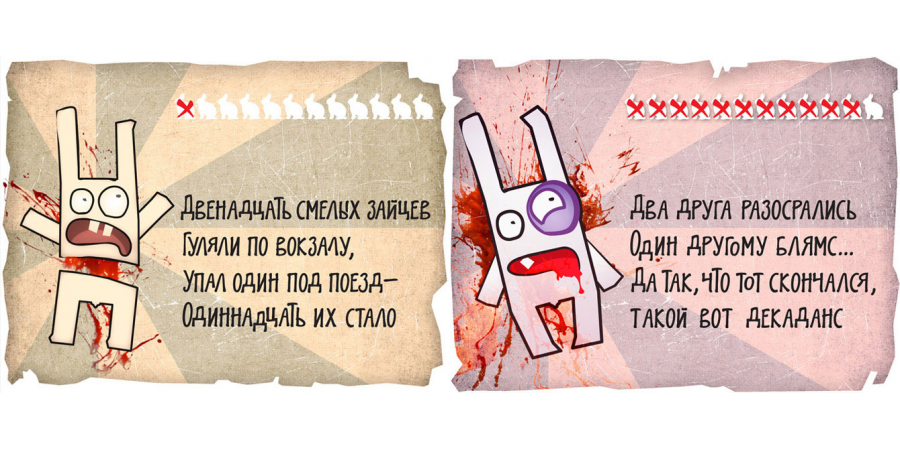 Двенадцать смелых зайцев
Гуляли по вокзалу,
Упал один под поезд—
Одиннадцать их стало
Два друга разосрались
Один другому блямс...
Да так, что тот скончался,
такой вот декаданс